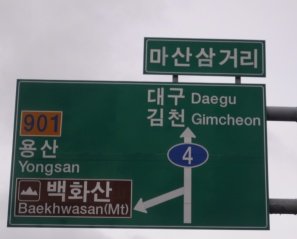 마산삼거리
대구 Daegu
김천 Gimcheon
901
용산
Yongsan
4
백화산
Baekhwasan(Mt)